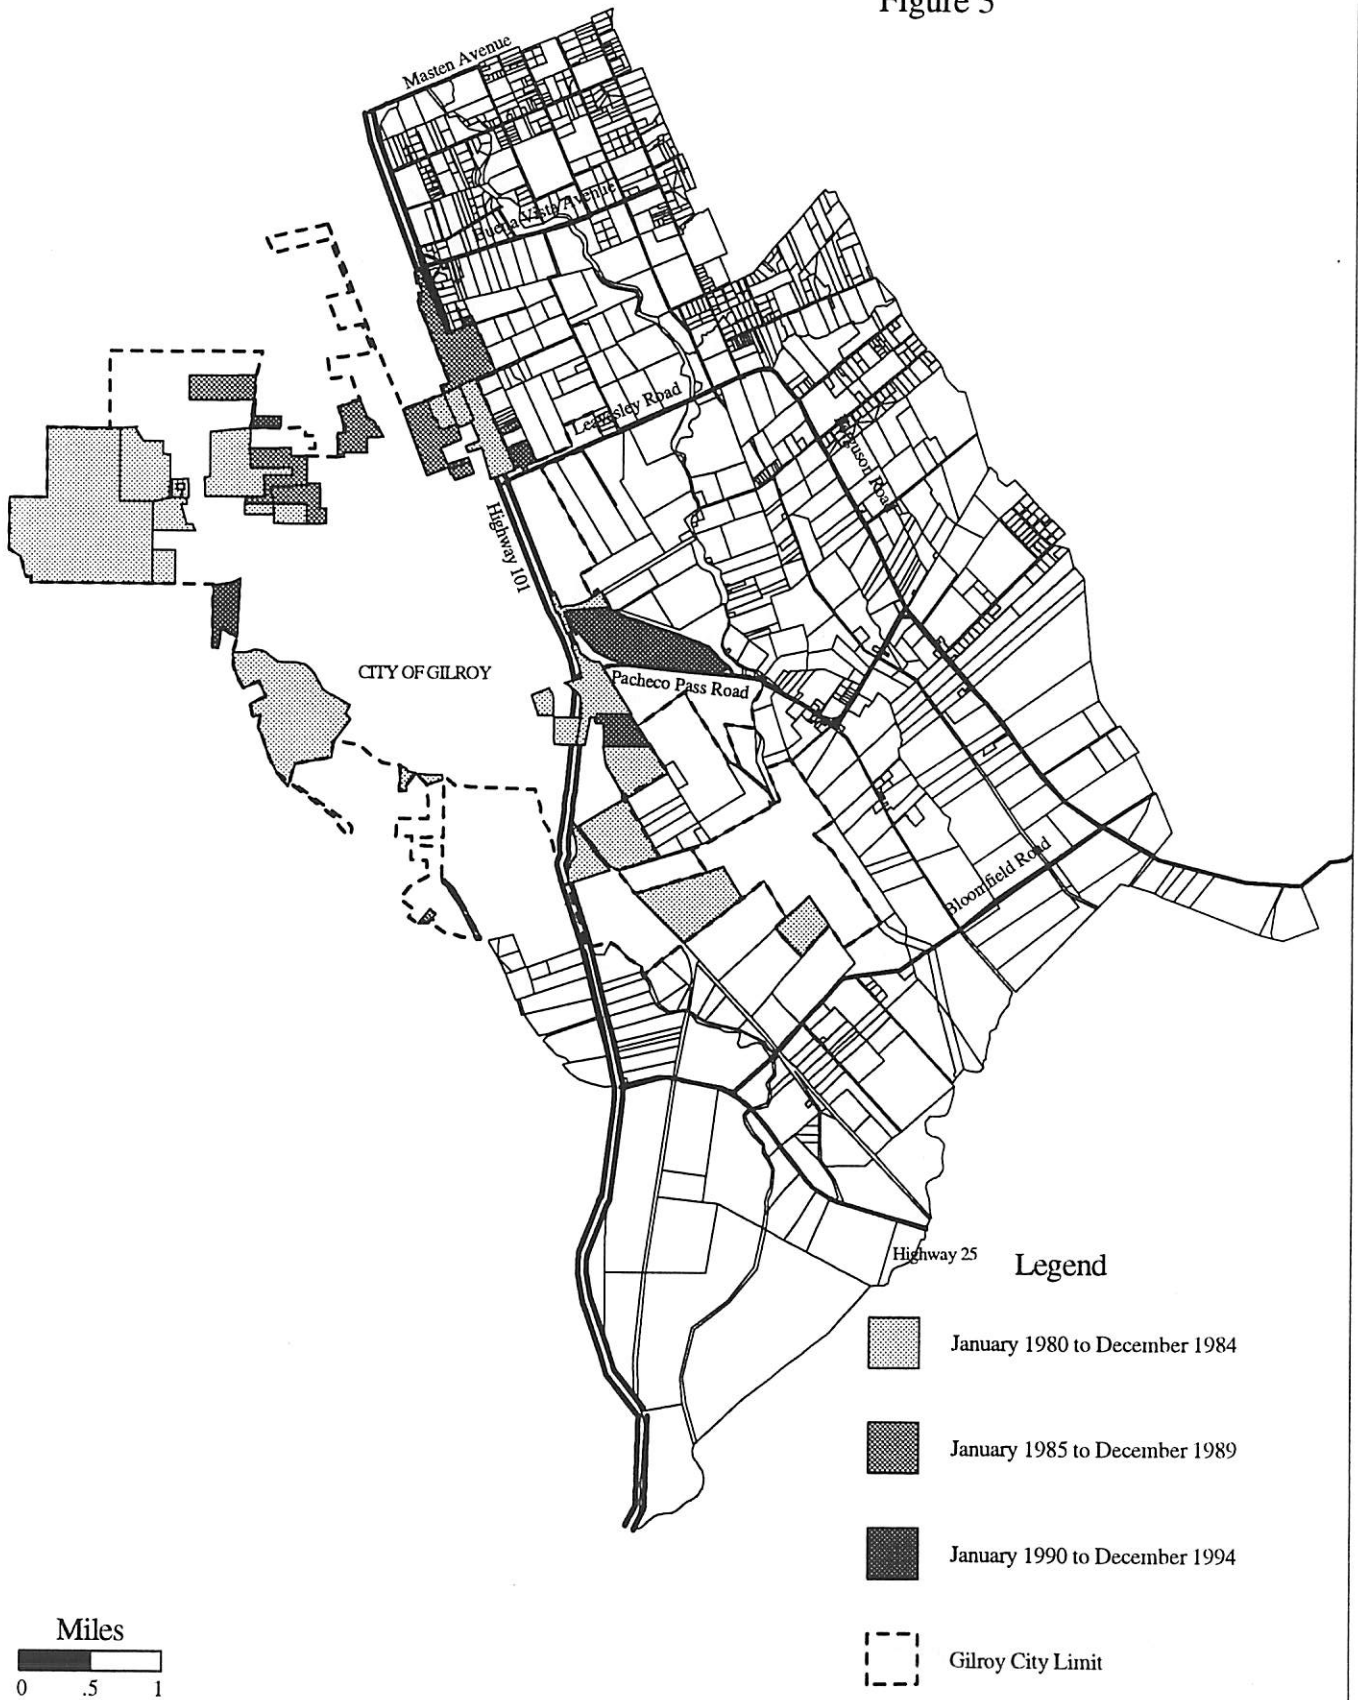 Figure 3
Masten Avenue
Buena Vista Avenue
Leavesley Road
Ferguson Road
Highway 101
CITY OF GILROY
Pacheco Pass Road
Bloomfield Road
Highway 25
Legend
January 1980 to December 1984
January 1985 to December 1989
January 1990 to December 1994
Gilroy City Limit
Miles
0 .5 1